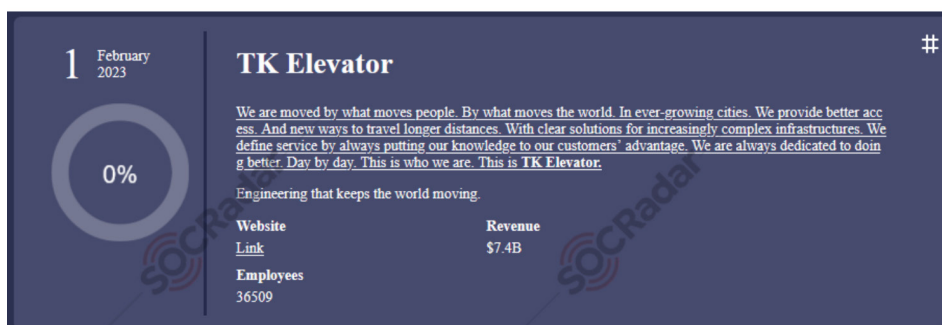 1 February
2023
#
TK Elevator
We are moved by what moves people. By what moves the world. In ever-growing cities. We provide better acc
ess. And new ways to travel longer distances. With clear solutions for increasingly complex infrastructures. We
define service by always putting our knowledge to our customers’ advantage. We are always dedicated to doin
g better. Day by day. This is who we are. This is TK Elevator.
0%
Engineering that keeps the world moving.
Website Revenue
Link $7.4B
Employees
36509
SOCRadar
SOCRadar